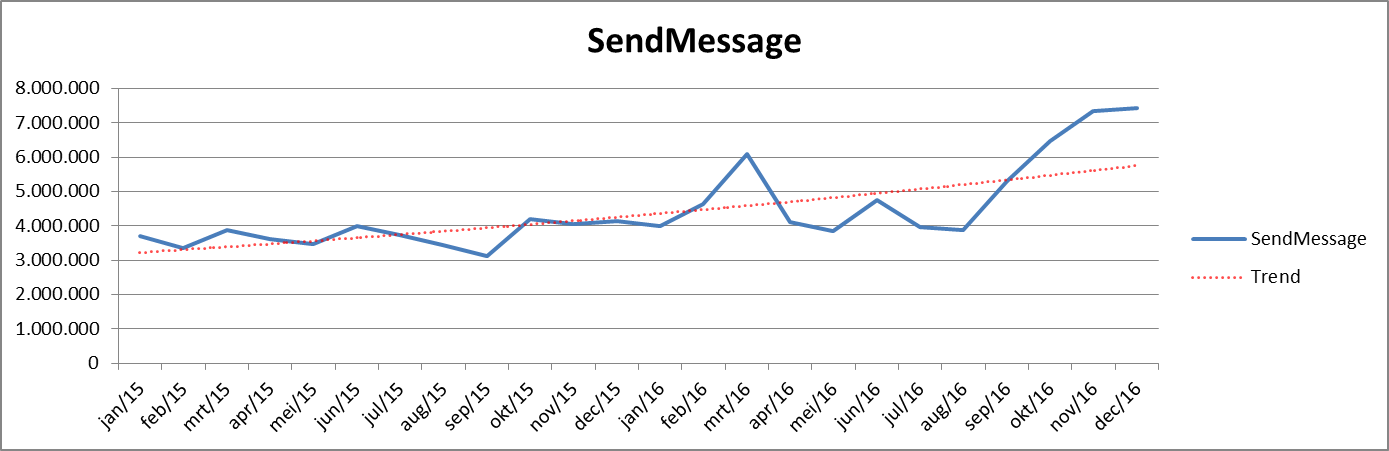 SendMessage
8.000.000
7.000.000
6.000.000
5.000.000
4.000.000
3.000.000
2.000.000
1.000.000
0
jan/15
feb/15
mrt/15
apr/15
mei/15
jun/15
jul/15
aug/15
sep/15
okt/15
nov/15
dec/15
jan/16
feb/16
mrt/16
apr/16
mei/16
jun/16
jul/16
aug/16
sep/16
okt/16
nov/16
dec/16
SendMessage
Trend